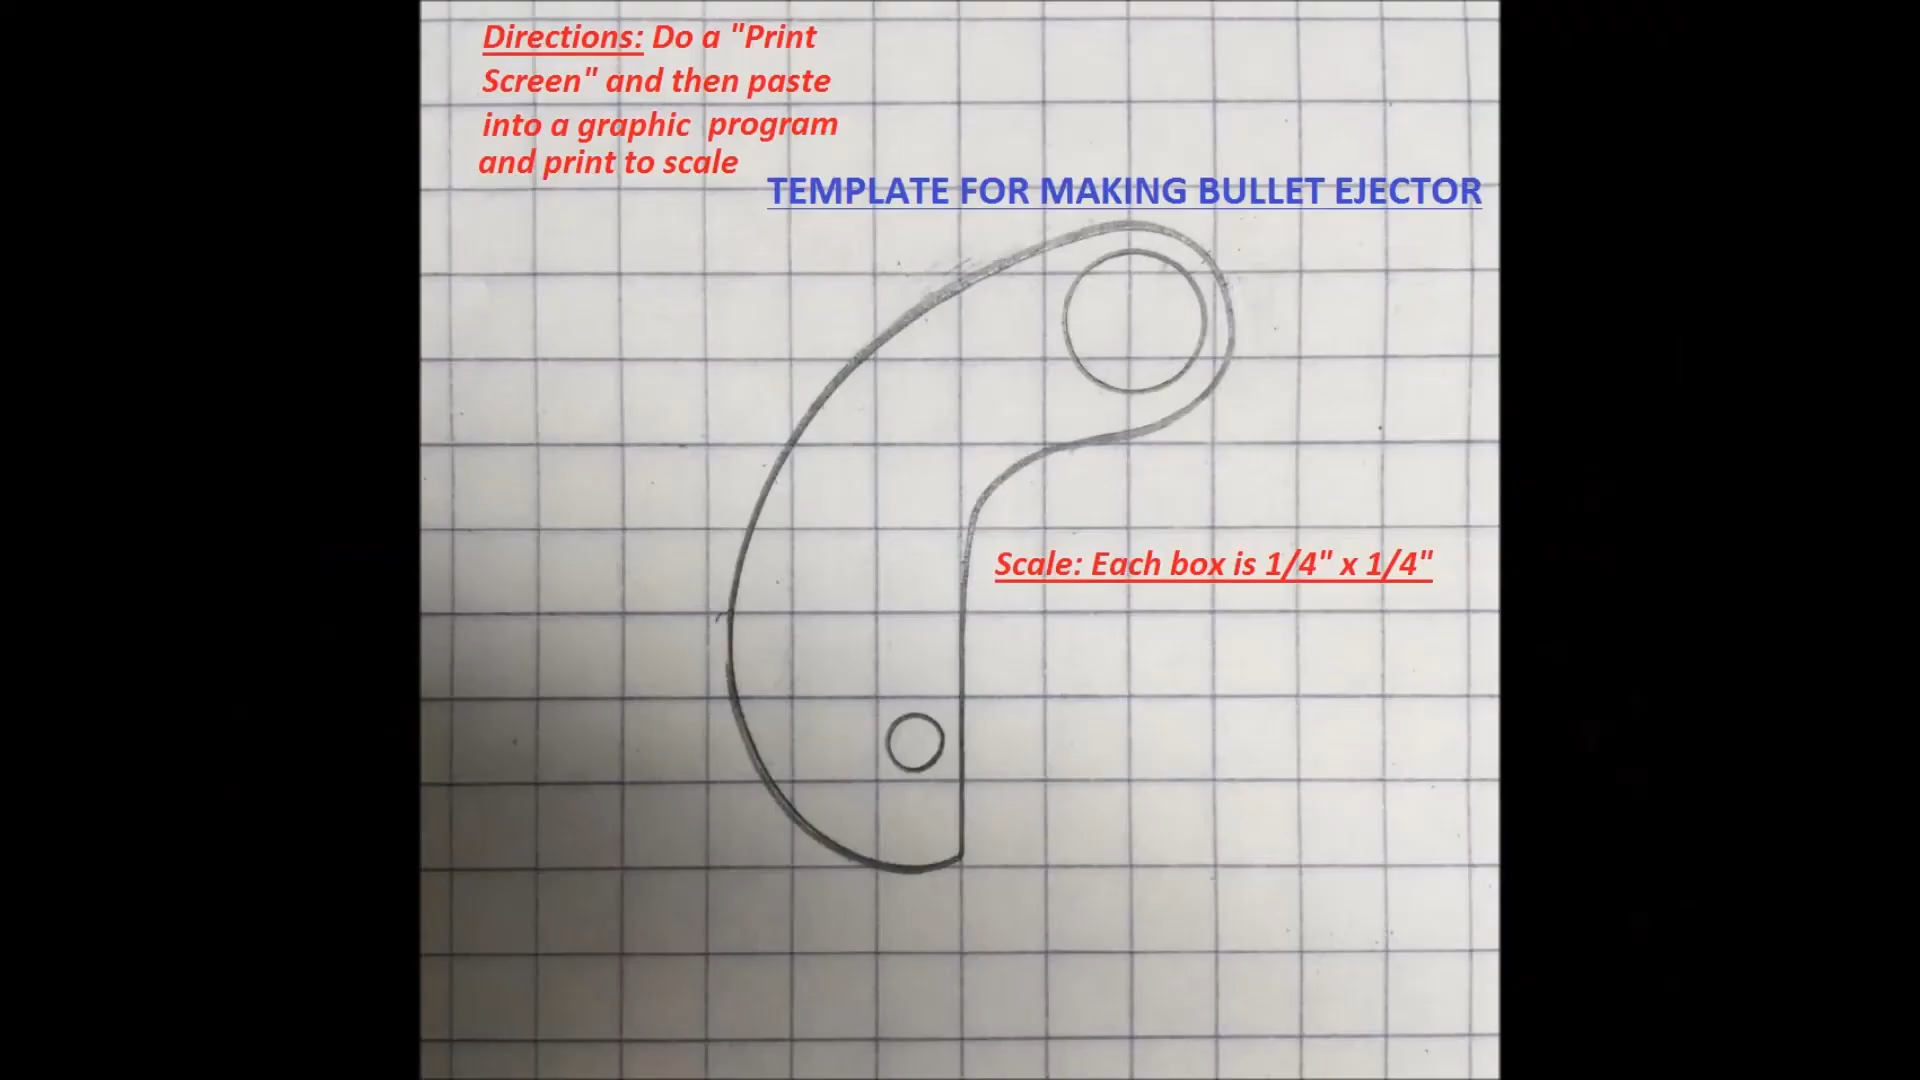 Directions: Do a "Print
Screen" and then paste
into a graphic program
and print to scale
TEMPLATE FOR MAKING BULLET EJECTOR
Scale: Each box is 1/4" x 1/4"